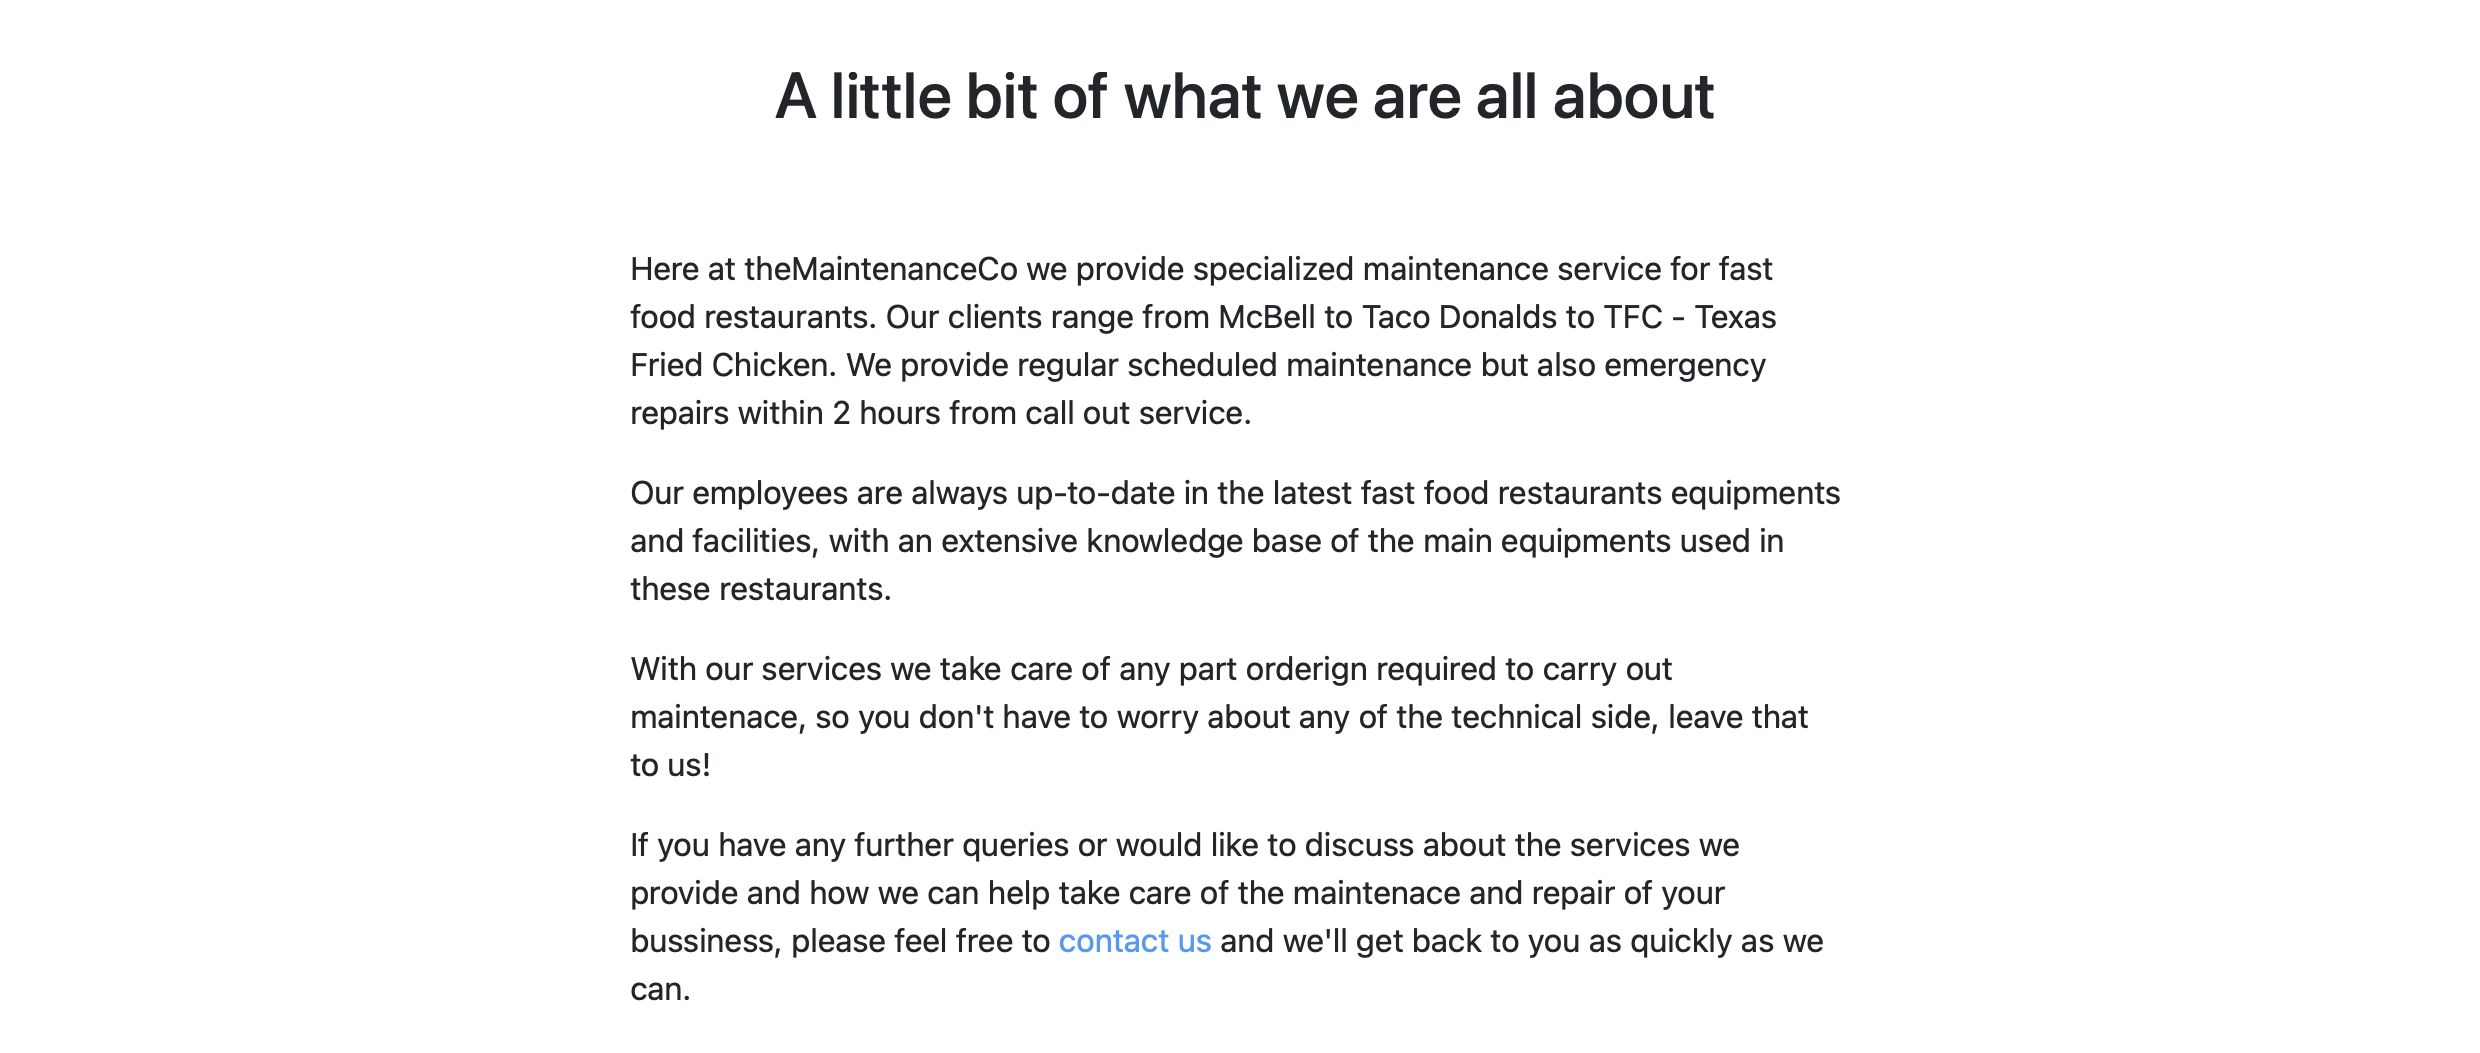 A little bit of what we are all about
Here at theMaintenanceCo we provide specialized maintenance service for fast
food restaurants. Our clients range from McBell to Taco Donalds to TFC - Texas
Fried Chicken. We provide regular scheduled maintenance but also emergency
repairs within 2 hours from call out service.
Our employees are always up-to-date in the latest fast food restaurants equipments
and facilities, with an extensive knowledge base of the main equipments used in
these restaurants.
With our services we take care of any part orderign required to carry out
maintenace, so you don't have to worry about any of the technical side, leave that
to us!
If you have any further queries or would like to discuss about the services we
provide and how we can help take care of the maintenace and repair of your
bussiness, please feel free to contact us and we'll get back to you as quickly as we
can.